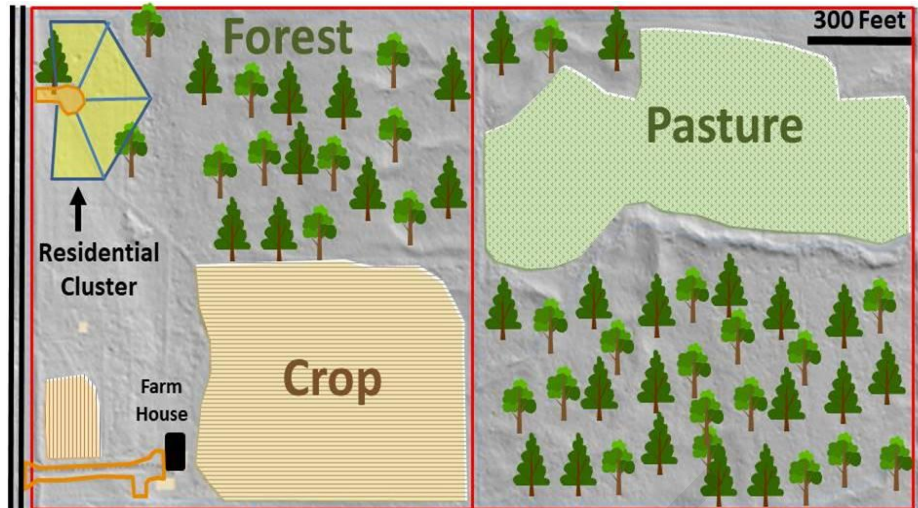 Forest
300 Feet
Pasture
Residential
Cluster
Crop
Farm
House